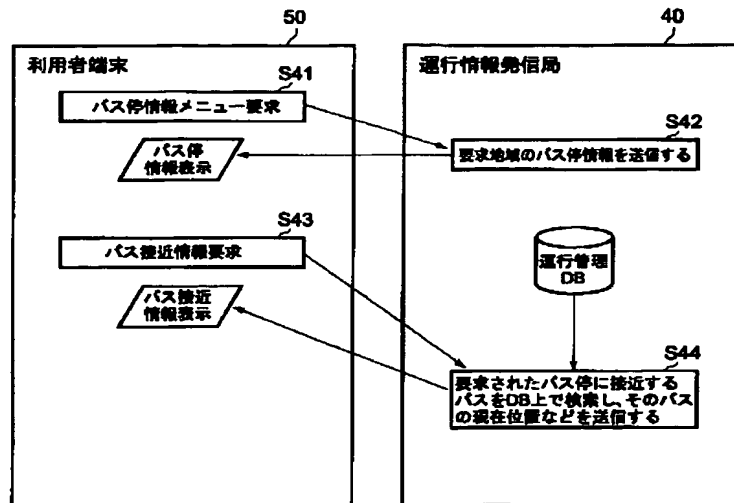 50
利用者端末
S41
バス停情報メニュー要求
バス停
情報表示
S43
バス接近情報要求
バス接近
情報表示
40
運行情報発信局
S42
要求地域のバス停情報を送信する
運行管理
DB
S44
要求されたバス停に接近する
バスをDB上で検索し、そのバス
の現在位置などを送信する